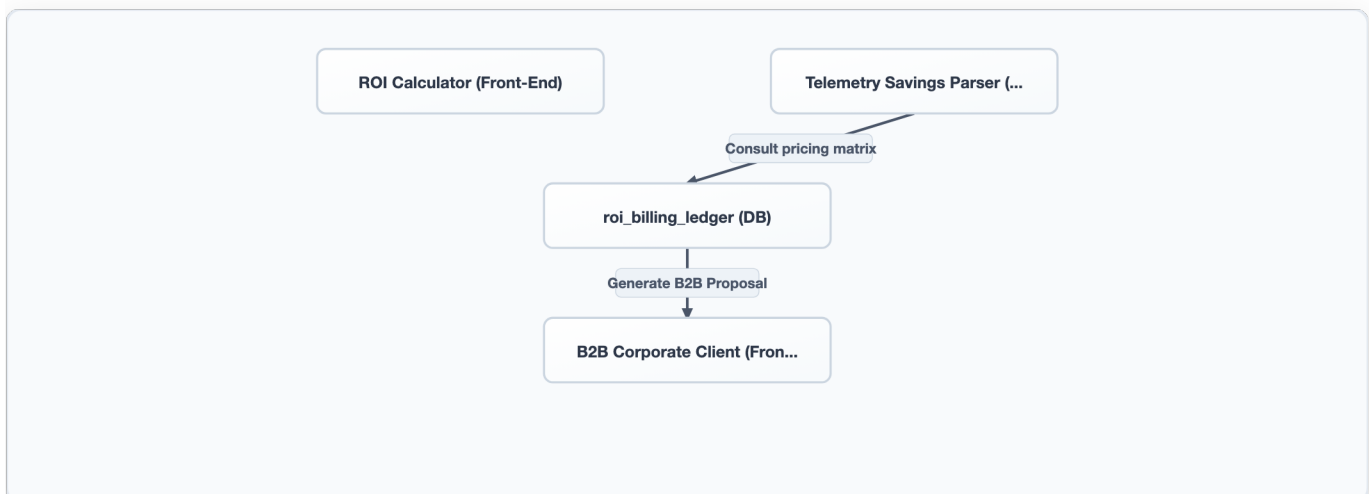 ROI Calculator (Front-End)
Telemetry Savings Parser (...
Consult pricing matrix
roi_billing_ledger (DB)
Generate B2B Proposal
B2B Corporate Client (Fron...